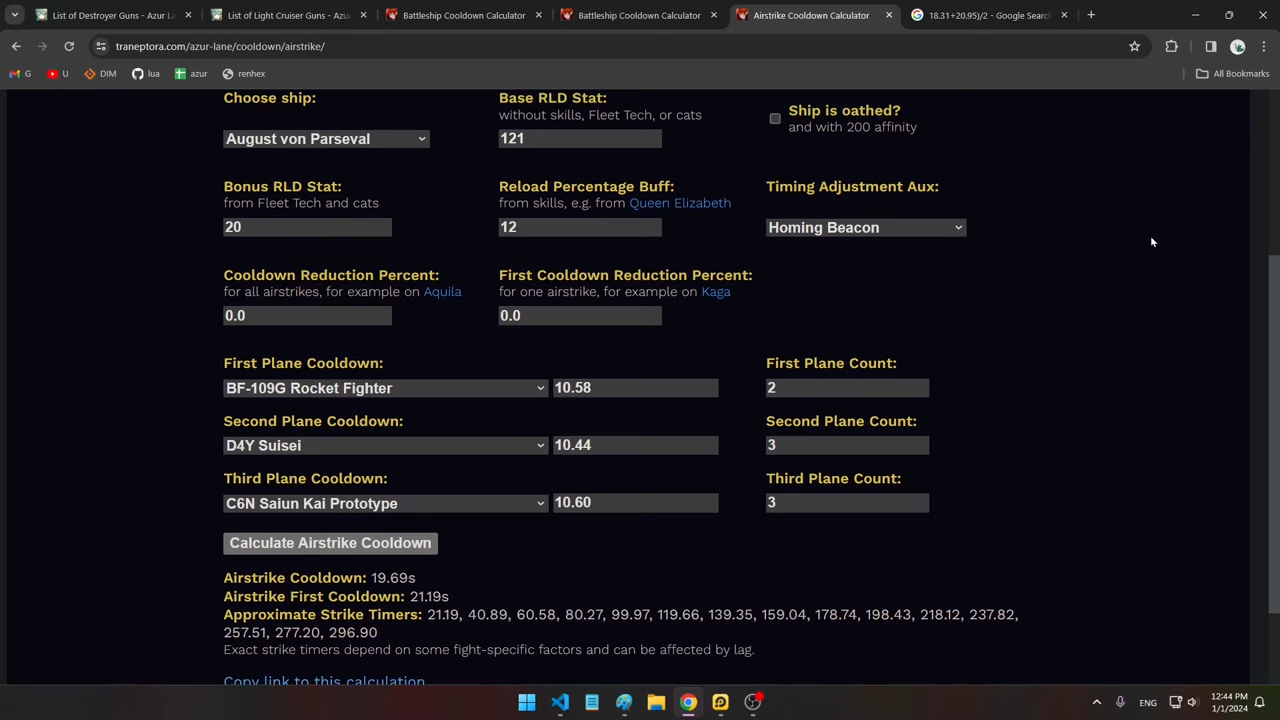 List of Destroyer Guns - Azur La
List of Light Cruiser Guns - Azu
Battleship Cooldown Calculator
Battleship Cooldown Calculator
Airstrike Cooldown Calculator
18.31+20.95)/2 - Google Searc
traneptora.com/azur-lane/cooldown/airstrike/
G
U
DIM
lua
azur
renhex
All Bookmarks
Choose ship:
Base RLD Stat:
Ship is oathed?
without skills, Fleet Tech, or cats
and with 200 affinity
August von Parseval
121
Bonus RLD Stat:
Reload Percentage Buff:
Timing Adjustment Aux:
from Fleet Tech and cats
from skills, e.g. from Queen Elizabeth
20
12
Homing Beacon
Cooldown Reduction Percent:
First Cooldown Reduction Percent:
for all airstrikes, for example on Aquila
for one airstrike, for example on Kaga
0.0
0.0
First Plane Cooldown:
First Plane Count:
BF-109G Rocket Fighter
10.58
2
Second Plane Cooldown:
Second Plane Count:
D4Y Suisei
10.44
3
Third Plane Cooldown:
Third Plane Count:
C6N Saiun Kai Prototype
10.60
3
Calculate Airstrike Cooldown
Airstrike Cooldown: 19.69s
Airstrike First Cooldown: 21.19s
Approximate Strike Timers: 21.19, 40.89, 60.58, 80.27, 99.97, 119.66, 139.35, 159.04, 178.74, 198.43, 218.12, 237.82,
257.51, 277.20, 296.90
Exact strike timers depend on some fight-specific factors and can be affected by lag.
Copy link to this calculation
ENG
12:44 PM
1/1/2024